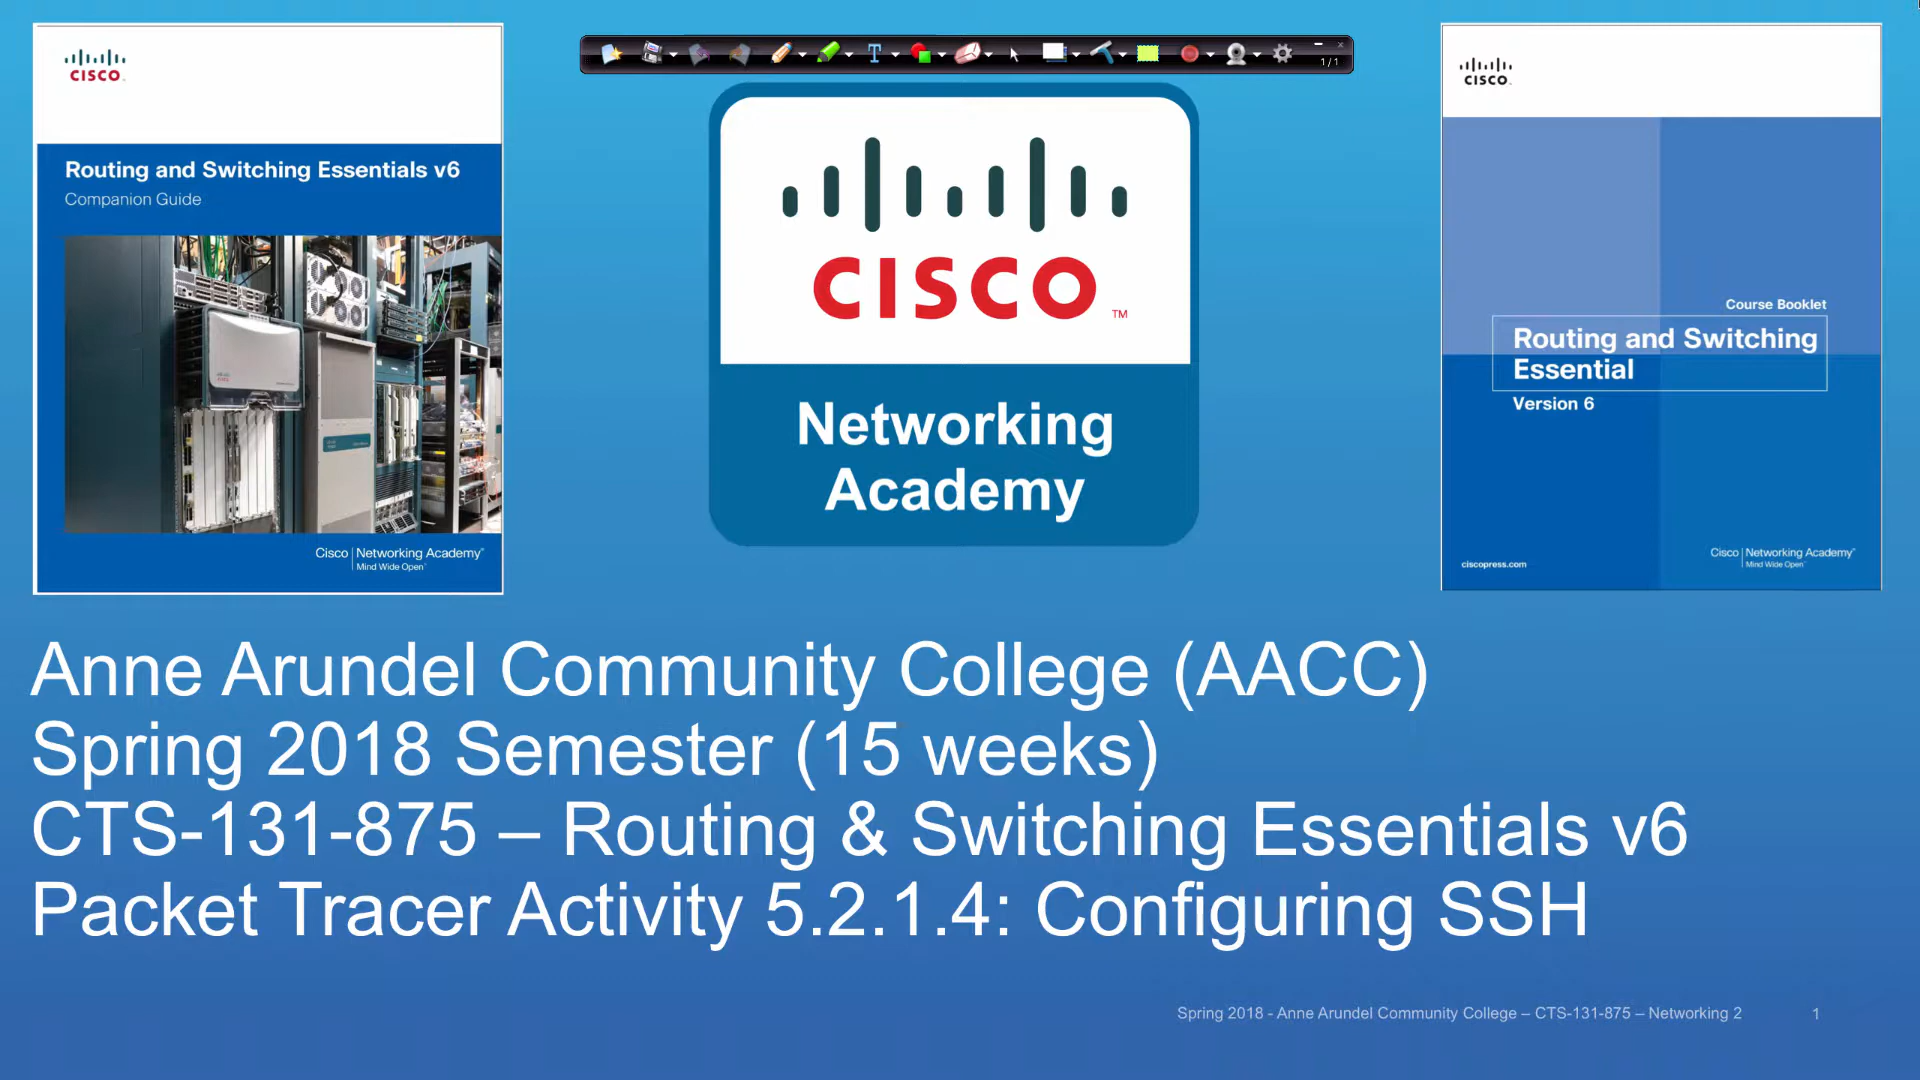 CISCO
Routing and Switching Essentials v6
Companion Guide
Cisco | Networking Academy
Mind Wide Open
T
1/1
CISCO TM
Networking
Academy
CISCO
Course Booklet
Routing and Switching
Essential
Version 6
ciscopress.com
Cisco | Networking Academy
Mind Wide Open
Anne Arundel Community College (AACC)
Spring 2018 Semester (15 weeks)
CTS-131-875 – Routing & Switching Essentials v6
Packet Tracer Activity 5.2.1.4: Configuring SSH
Spring 2018 - Anne Arundel Community College – CTS-131-875 – Networking 2
1